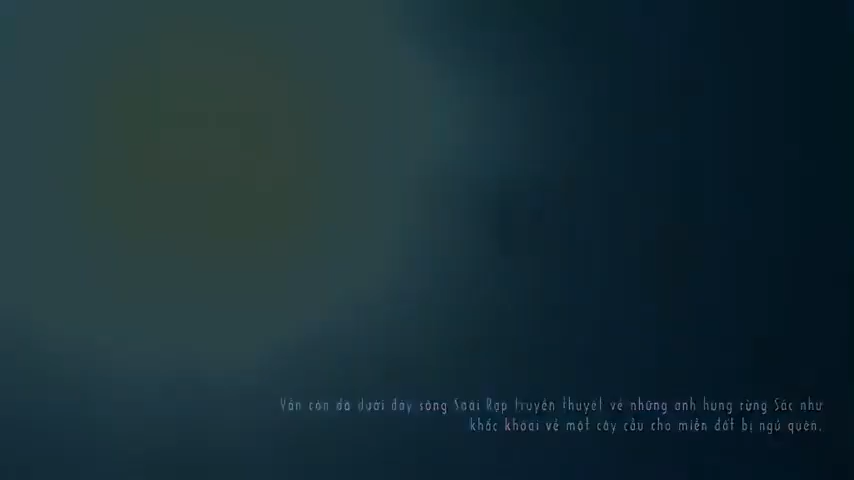 Vẫn còn đó dưới đáy sông Soài Rạp truyền thuyết về những anh hùng rừng Sác như
khắc khoải về một cây cầu cho miền đất bị ngủ quên.